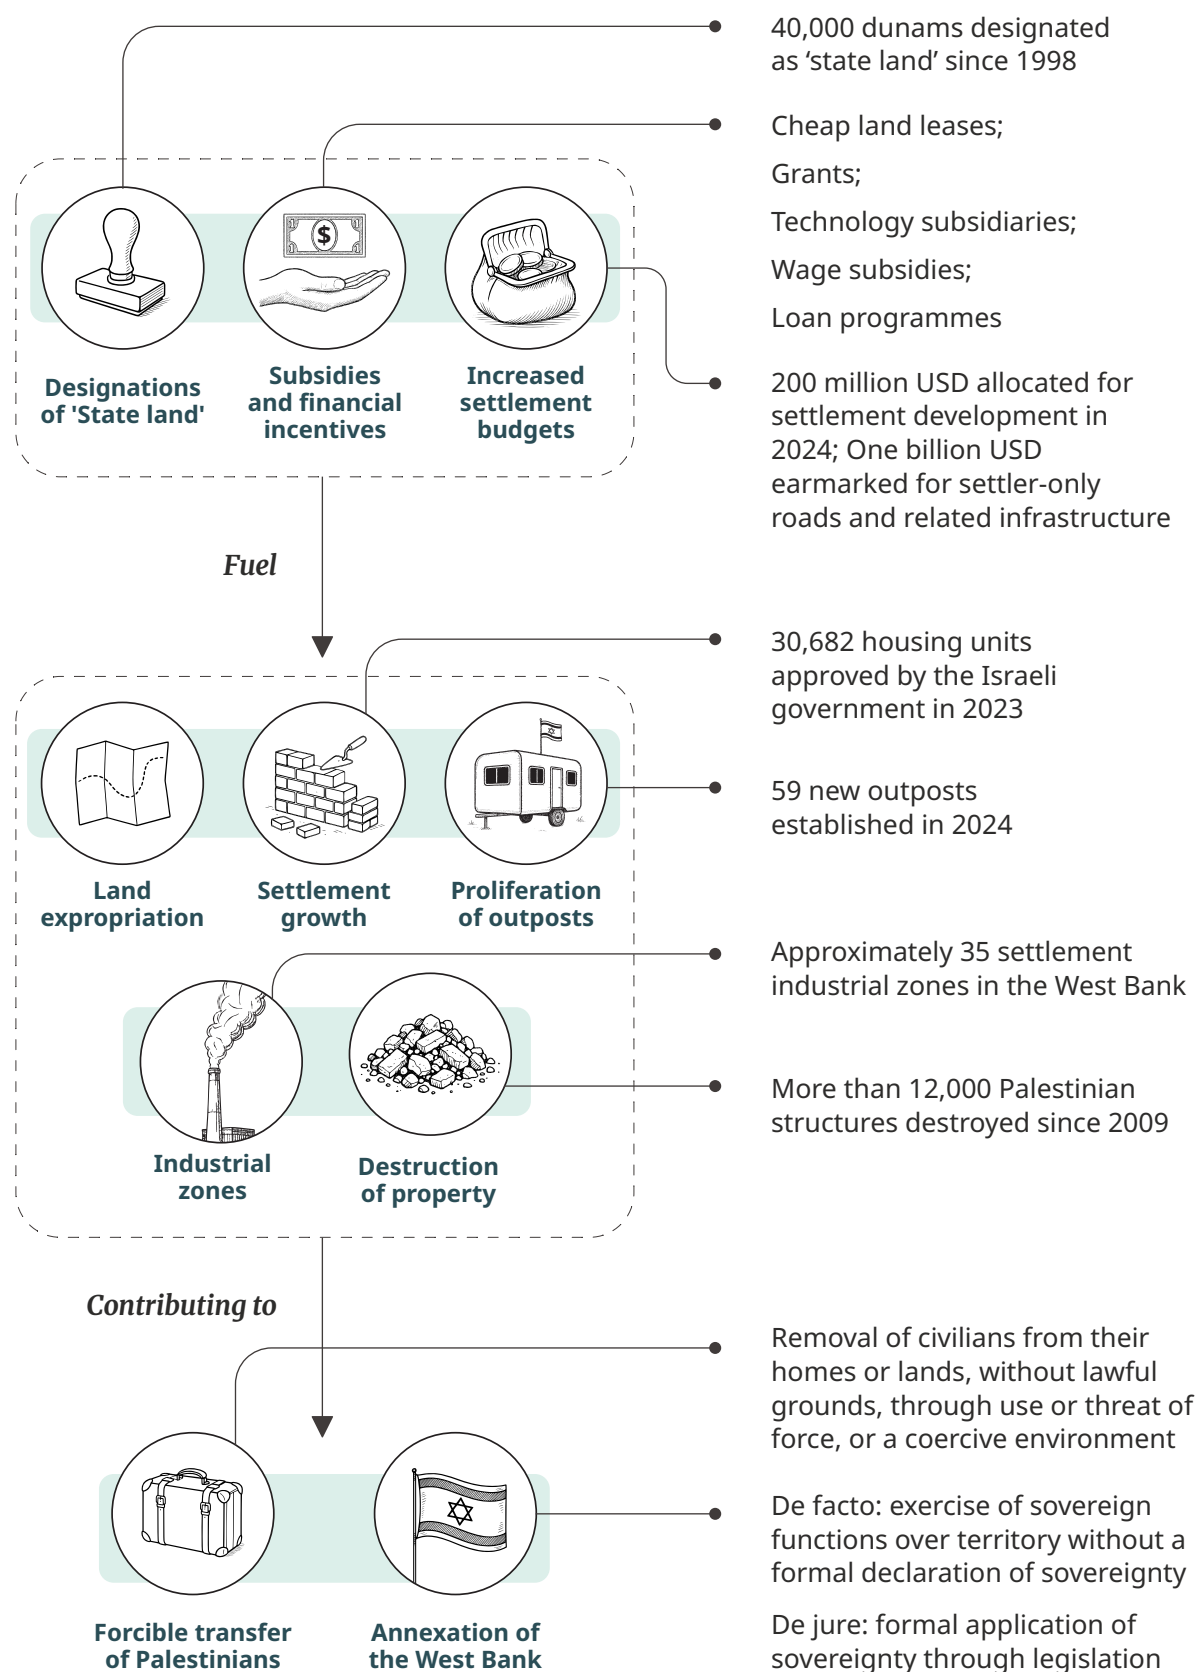 40,000 dunams designated
as ‘state land’ since 1998
Cheap land leases;
Grants;
Technology subsidiaries;
Wage subsidies;
Loan programmes
$
Designations
of 'State land'
Subsidies
and financial
incentives
Increased
settlement
budgets
200 million USD allocated for
settlement development in
2024; One billion USD
earmarked for settler-only
roads and related infrastructure
Fuel
30,682 housing units
approved by the Israeli
government in 2023
59 new outposts
established in 2024
Land
expropriation
Settlement
growth
Proliferation
of outposts
Approximately 35 settlement
industrial zones in the West Bank
More than 12,000 Palestinian
structures destroyed since 2009
Industrial
zones
Destruction
of property
Contributing to
Removal of civilians from their
homes or lands, without lawful
grounds, through use or threat of
force, or a coercive environment
De facto: exercise of sovereign
functions over territory without a
formal declaration of sovereignty
De jure: formal application of
sovereignty through legislation
Forcible transfer
of Palestinians
Annexation of
the West Bank